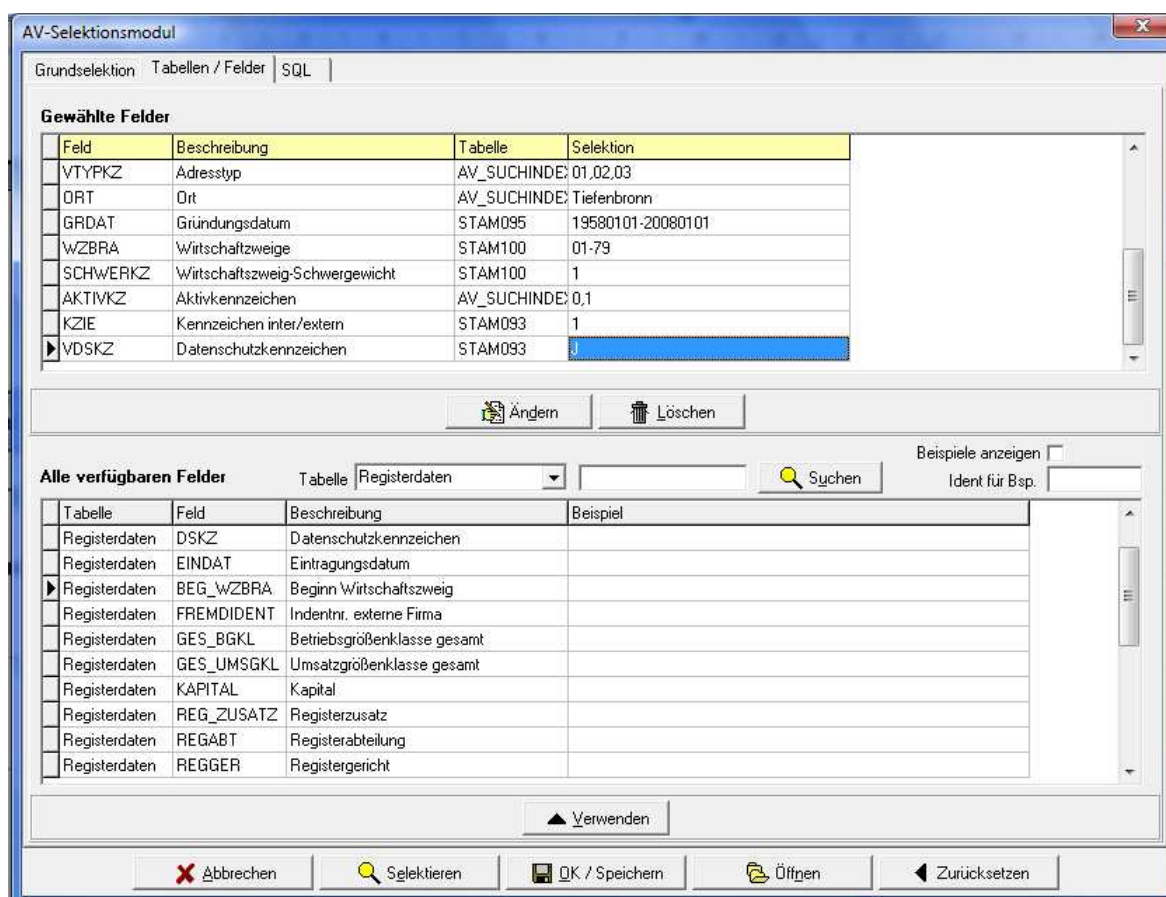 AV-Selektionsmodul
Grundselektion Tabellen / Felder SQL
Gewählte Felder
Feld Beschreibung Tabelle Selektion
VTYPKZ Adresstyp AV_SUCHINDEX 01,02,03
ORT Ort AV_SUCHINDEX Tiefenbronn
GRDAT Gründungsdatum STAM095 19580101-20080101
WZBRA Wirtschaftzweige STAM100 01-79
SCHWERKZ Wirtschaftszweig-Schwergewicht STAM100 1
AKTIVKZ Aktivkennzeichen AV_SUCHINDEX 0,1
KZIE Kennzeichen inter/extern STAM093 1
VDSKZ Datenschutzkennzeichen STAM093 J
Ändern Löschen
Beispiele anzeigen
Alle verfügbaren Felder Tabelle Registerdaten Suchen Ident für Bsp.
Tabelle Feld Beschreibung Beispiel
Registerdaten DSKZ Datenschutzkennzeichen
Registerdaten EINDAT Eintragungsdatum
Registerdaten BEG_WZBRA Beginn Wirtschaftszweig
Registerdaten FREMDIDENT Indentnr. externe Firma
Registerdaten GES_BGKL Betriebsgrößenklasse gesamt
Registerdaten GES_UMSGKL Umsatzgrößenklasse gesamt
Registerdaten KAPITAL Kapital
Registerdaten REG_ZUSATZ Registerzusatz
Registerdaten REGABT Registerabteilung
Registerdaten REGGER Registergericht
Verwenden
Abbrechen Selektieren OK / Speichern Öffnen Zurücksetzen